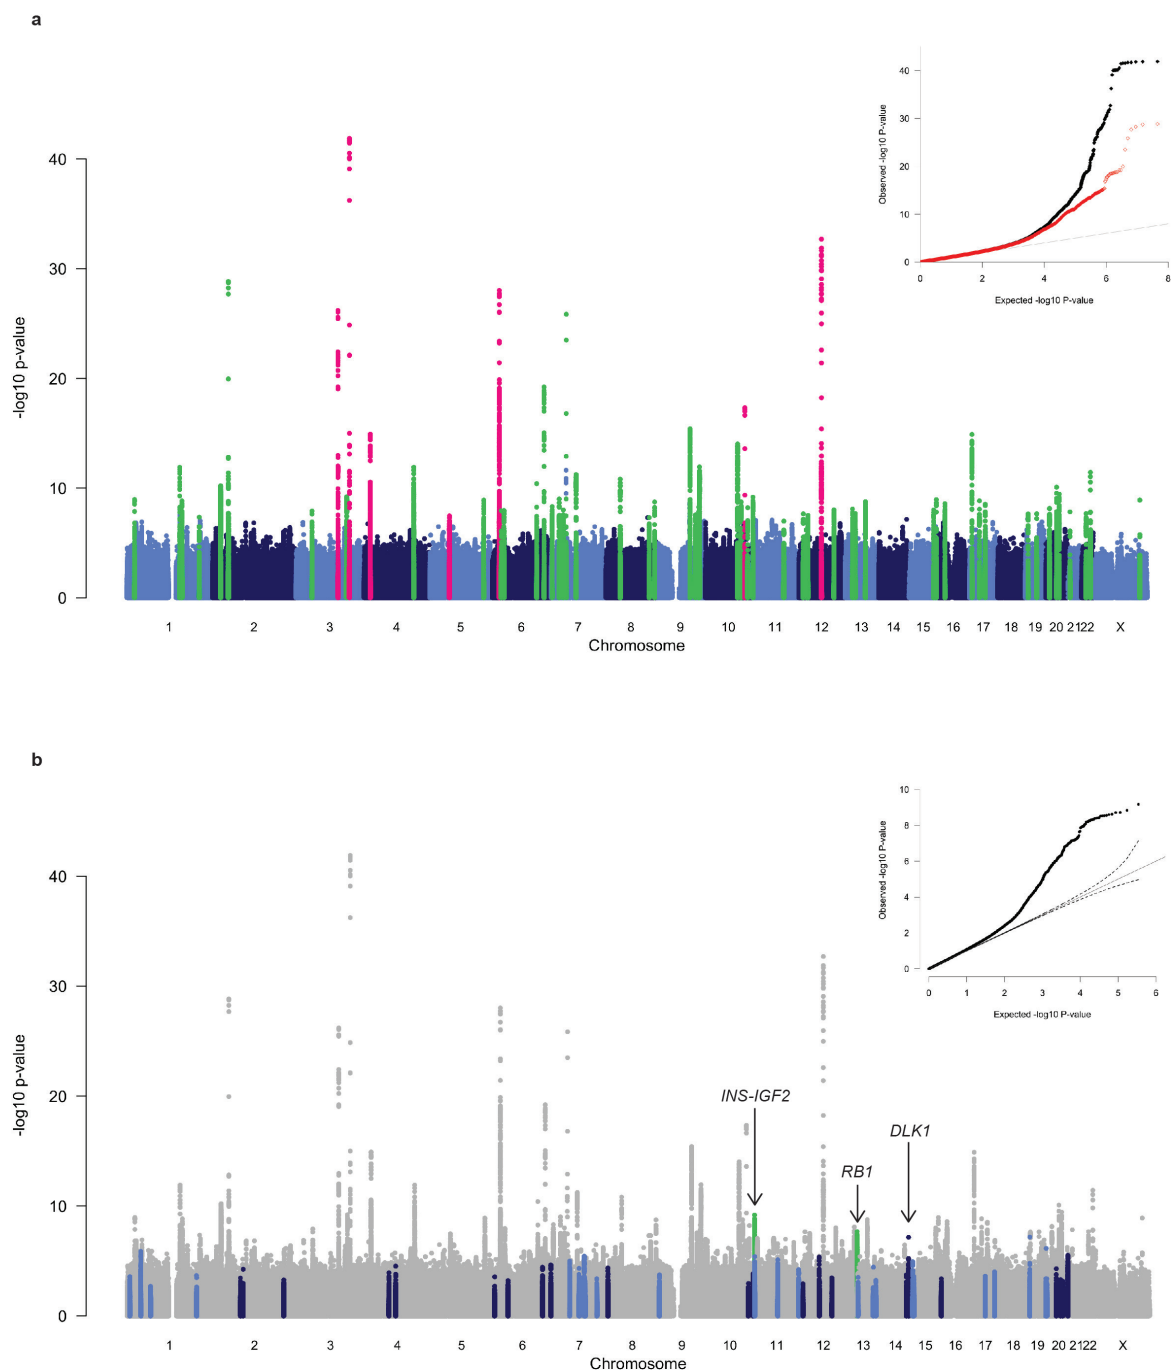 a
40
30
20
10
0
-log10 p-value
1 2 3 4 5 6 7 8 9 10 11 12 13 14 15 16 17 18 19 20 21 22 X
Chromosome
40
30
20
10
0
Observed -log10 P-value
0 2 4 6 8
Expected -log10 P-value
b
40
30
20
10
0
-log10 p-value
INS-IGF2
RB1
DLK1
1 2 3 4 5 6 7 8 9 10 11 12 13 14 15 16 17 18 19 20 21 22 X
Chromosome
10
8
6
4
2
0
Observed -log10 P-value
0 1 2 3 4 5 6
Expected -log10 P-value